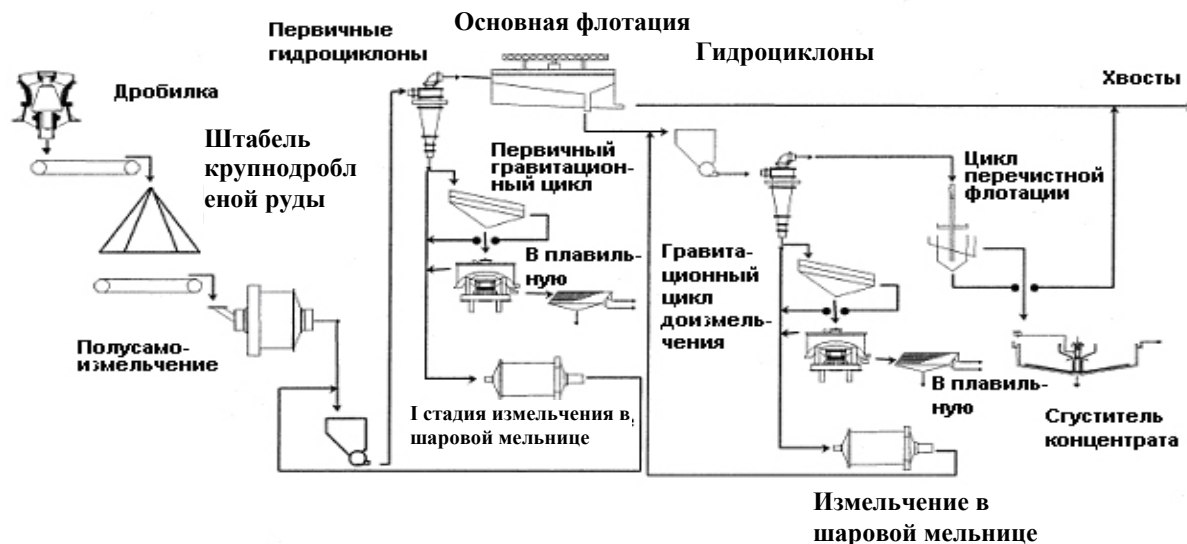 Основная флотация
Первичные
гидроциклоны
Гидроциклоны
Хвосты
Дробилка
Штабель
крупнодробл
еной руды
Первичный
гравитацион-
ный цикл
Цикл
перечистной
флотации
В плавиль-
ную
Гравита-
ционный
цикл
доизмель-
чения
Полусамо-
измельчение
I стадия измельчения в
шаровой мельнице
В плавиль-
ную
Сгуститель
концентрата
Измельчение в
шаровой мельнице